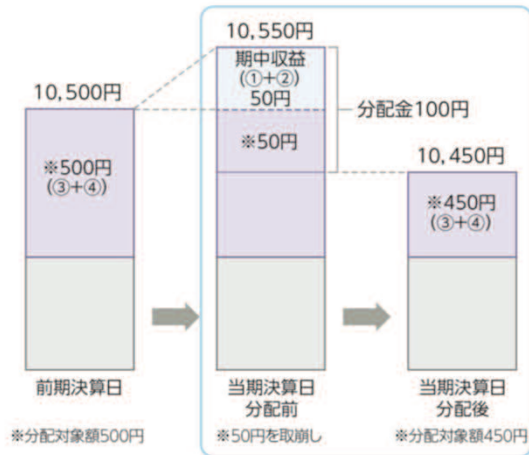 10,500円
※500円
(③+④)
前期決算日
※分配対象額500円
10,550円
期中収益
(①+②)
50円
※50円
分配金100円
当期決算日
分配前
※50円を取崩し
10,450円
※450円
(③+④)
当期決算日
分配後
※分配対象額450円